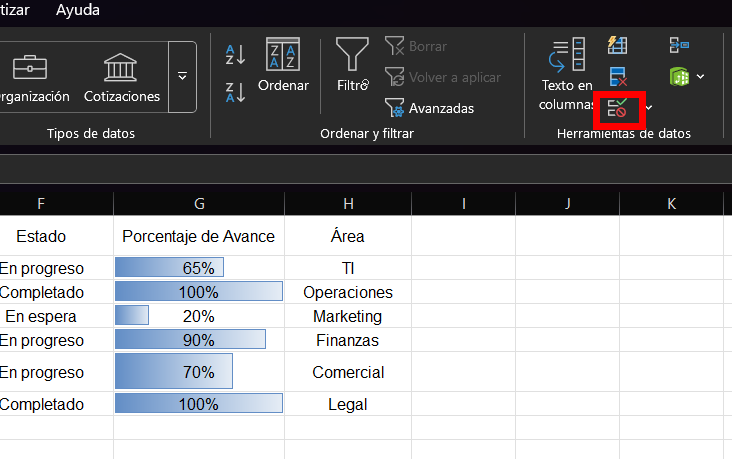 tizar Ayuda
Ordenar
Filtro
Borrar
Volver a aplicar
Avanzadas
Texto en
columnas
rganización Cotizaciones
Tipos de datos Ordenar y filtrar Herramientas de datos
F G H I J K
Estado Porcentaje de Avance Área
En progreso 65% TI
Completado 100% Operaciones
En espera 20% Marketing
En progreso 90% Finanzas
En progreso 70% Comercial
Completado 100% Legal